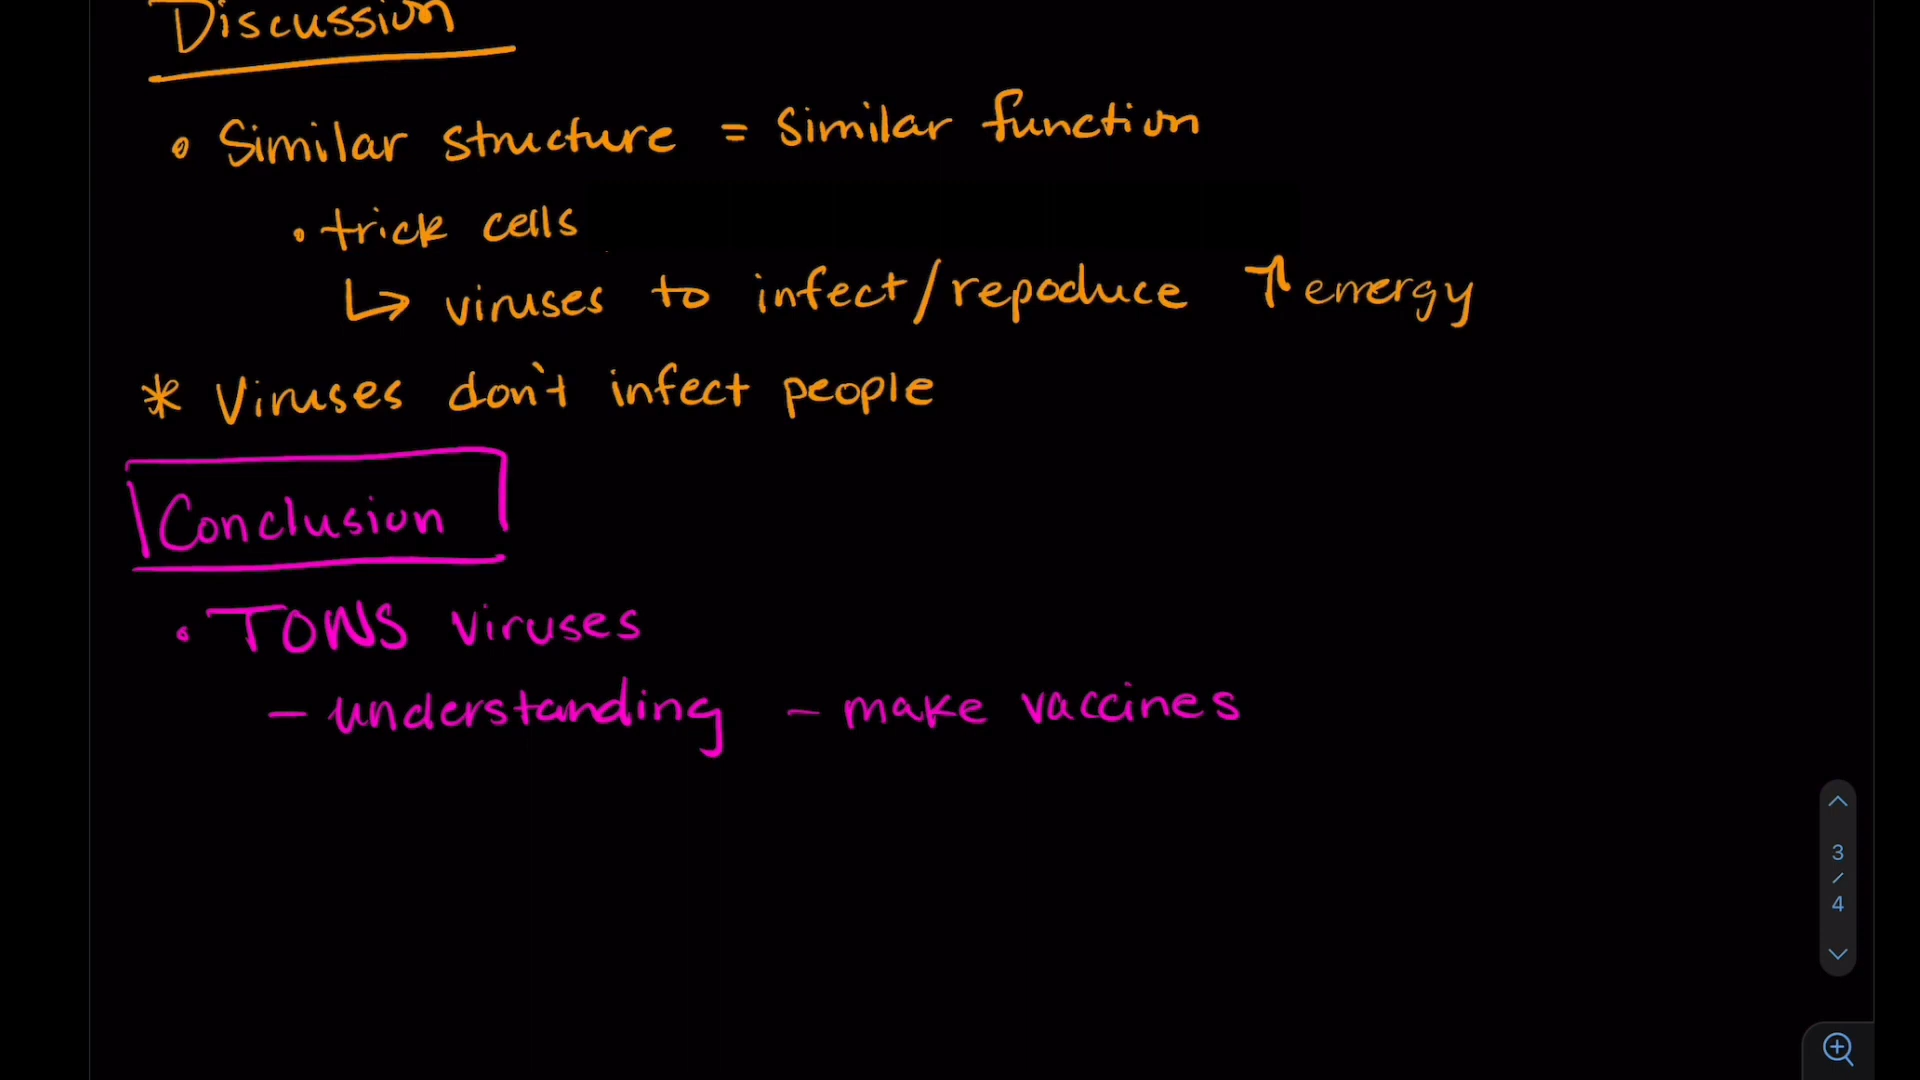 Discussion
• Similar structure = Similar function
• trick cells
↳ viruses to infect/repoduce ↑ energy
* Viruses don't infect people
Conclusion
• TONS viruses
- understanding - make vaccines
3
/
4